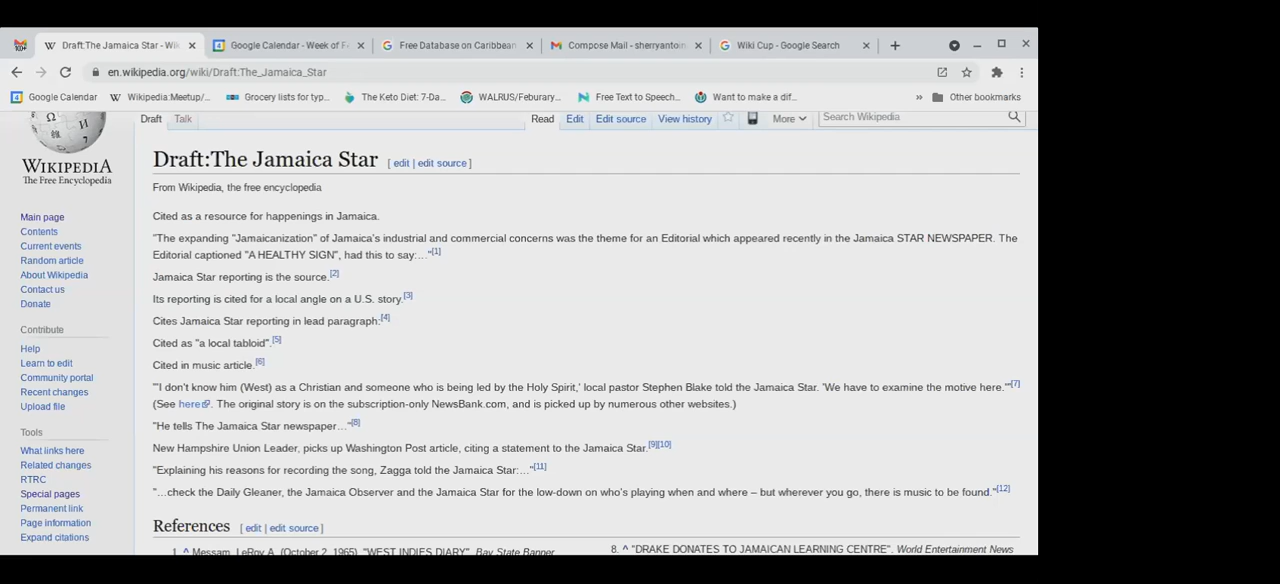 Draft:The Jamaica Star - Wik
Google Calendar - Week of F
Free Database on Caribbean
Compose Mail - sherryantoin
Wiki Cup - Google Search
en.wikipedia.org/wiki/Draft:The_Jamaica_Star
Google Calendar
Wikipedia:Meetup/...
Grocery lists for typ...
The Keto Diet: 7-Da...
WALRUS/Feburary...
Free Text to Speech...
Want to make a dif...
» Other bookmarks
Draft Talk
Read Edit Edit source View history More Search Wikipedia
WIKIPEDIA
The Free Encyclopedia
Main page
Contents
Current events
Random article
About Wikipedia
Contact us
Donate
Contribute
Help
Learn to edit
Community portal
Recent changes
Upload file
Tools
What links here
Related changes
RTRC
Special pages
Permanent link
Page information
Expand citations
Draft:The Jamaica Star [ edit | edit source ]
From Wikipedia, the free encyclopedia
Cited as a resource for happenings in Jamaica.
"The expanding "Jamaicanization" of Jamaica's industrial and commercial concerns was the theme for an Editorial which appeared recently in the Jamaica STAR NEWSPAPER. The
Editorial captioned "A HEALTHY SIGN", had this to say:..."[1]
Jamaica Star reporting is the source.[2]
Its reporting is cited for a local angle on a U.S. story.[3]
Cites Jamaica Star reporting in lead paragraph:[4]
Cited as "a local tabloid".[5]
Cited in music article.[6]
"'I don't know him (West) as a Christian and someone who is being led by the Holy Spirit,' local pastor Stephen Blake told the Jamaica Star. 'We have to examine the motive here.'"[7]
(See here. The original story is on the subscription-only NewsBank.com, and is picked up by numerous other websites.)
"He tells The Jamaica Star newspaper..."[8]
New Hampshire Union Leader, picks up Washington Post article, citing a statement to the Jamaica Star.[9][10]
"Explaining his reasons for recording the song, Zagga told the Jamaica Star:..."[11]
"...check the Daily Gleaner, the Jamaica Observer and the Jamaica Star for the low-down on who's playing when and where – but wherever you go, there is music to be found."[12]
References [ edit | edit source ]
1. ^ Messam, LeRoy A. (October 2, 1965). "WEST INDIES DIARY". Bay State Banner
8. ^ "DRAKE DONATES TO JAMAICAN LEARNING CENTRE". World Entertainment News